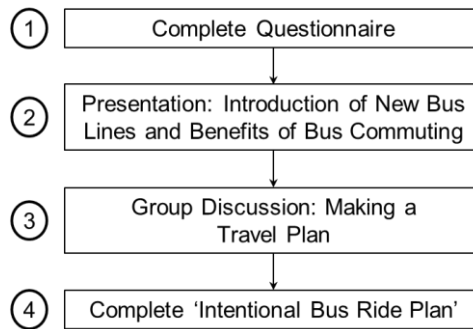 1
Complete Questionnaire
2
Presentation: Introduction of New Bus
Lines and Benefits of Bus Commuting
3
Group Discussion: Making a
Travel Plan
4
Complete ‘Intentional Bus Ride Plan’